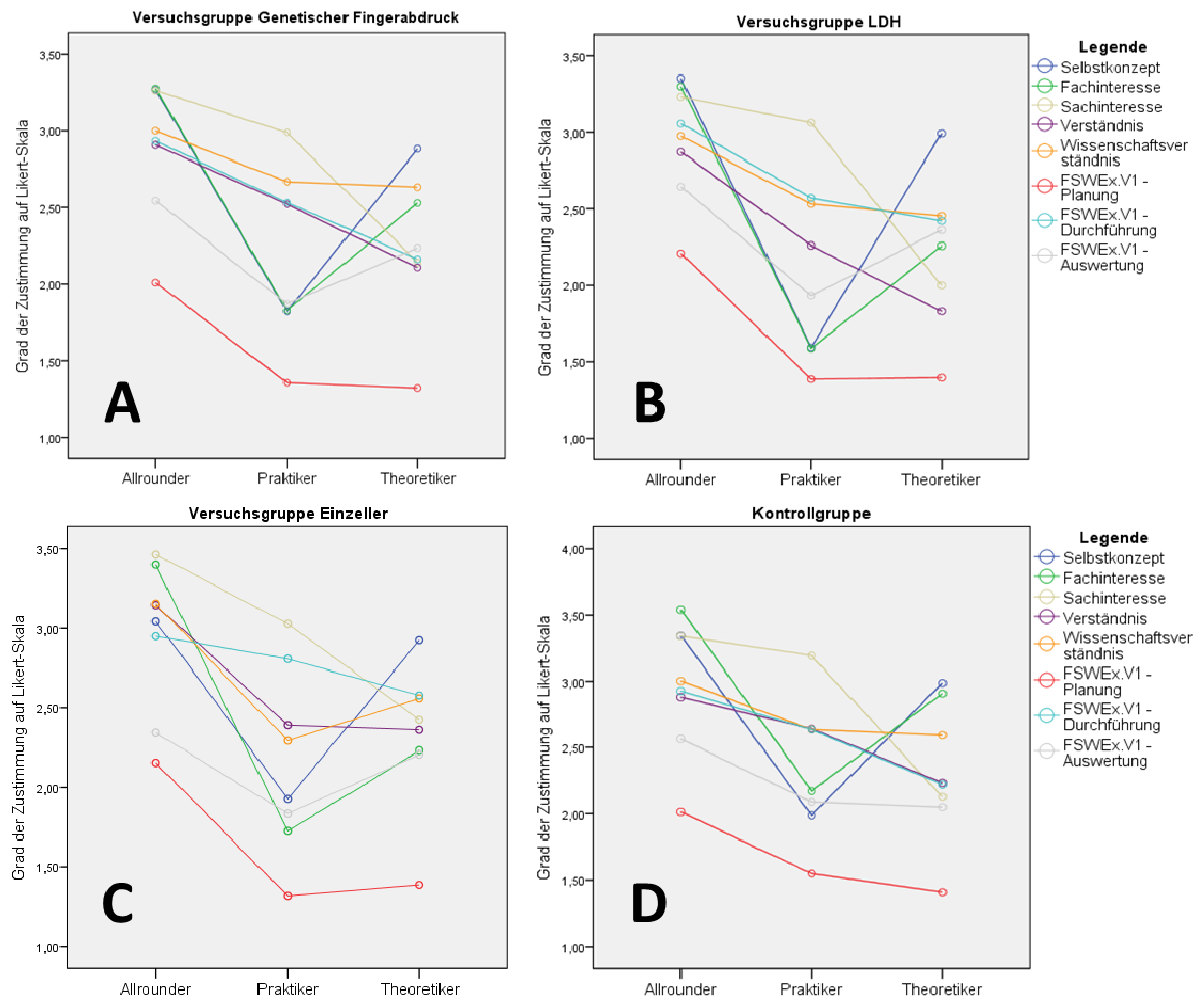 Versuchsgruppe Genetischer Fingerabdruck
Grad der Zustimmung auf Likert-Skala
3,50
3,00
2,50
2,00
1,50
1,00
A
Allrounder
Praktiker
Theoretiker
Versuchsgruppe LDH
Grad der Zustimmung auf Likert-Skala
3,50
3,00
2,50
2,00
1,50
1,00
B
Allrounder
Praktiker
Theoretiker
Legende
Selbstkonzept
Fachinteresse
Sachinteresse
Verständnis
Wissenschaftsver
ständnis
FSWEx.V1 -
Planung
FSWEx.V1 -
Durchführung
FSWEx.V1 -
Auswertung
Versuchsgruppe Einzeller
Grad der Zustimmung auf Likert-Skala
3,50
3,00
2,50
2,00
1,50
1,00
C
Allrounder
Praktiker
Theoretiker
Kontrollgruppe
Grad der Zustimmung auf Likert-Skala
4,00
3,50
3,00
2,50
2,00
1,50
1,00
D
Allrounder
Praktiker
Theoretiker
Legende
Selbstkonzept
Fachinteresse
Sachinteresse
Verständnis
Wissenschaftsver
ständnis
FSWEx.V1 -
Planung
FSWEx.V1 -
Durchführung
FSWEx.V1 -
Auswertung